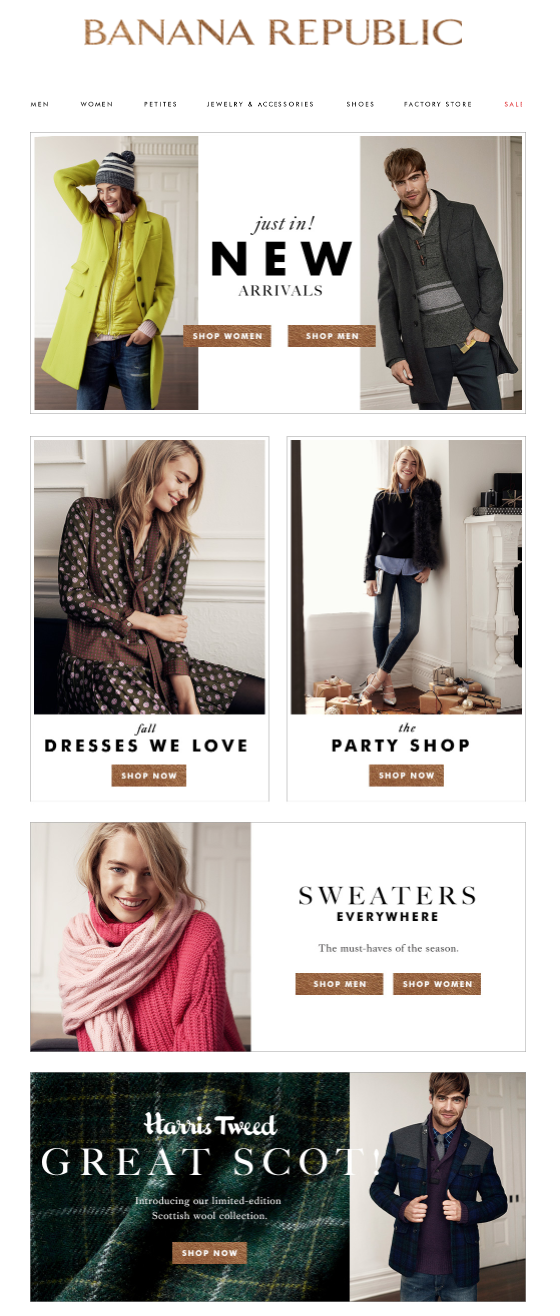 BANANA REPUBLIC
MEN WOMEN PETITES JEWELRY & ACCESSORIES SHOES FACTORY STORE SALE
just in!
NEW
ARRIVALS
SHOP WOMEN SHOP MEN
fall
DRESSES WE LOVE
SHOP NOW
the
PARTY SHOP
SHOP NOW
SWEATERS
EVERYWHERE
The must-haves of the season.
SHOP MEN SHOP WOMEN
Harris Tweed
GREAT SCOT!
Introducing our limited-edition
Scottish wool collection.
SHOP NOW